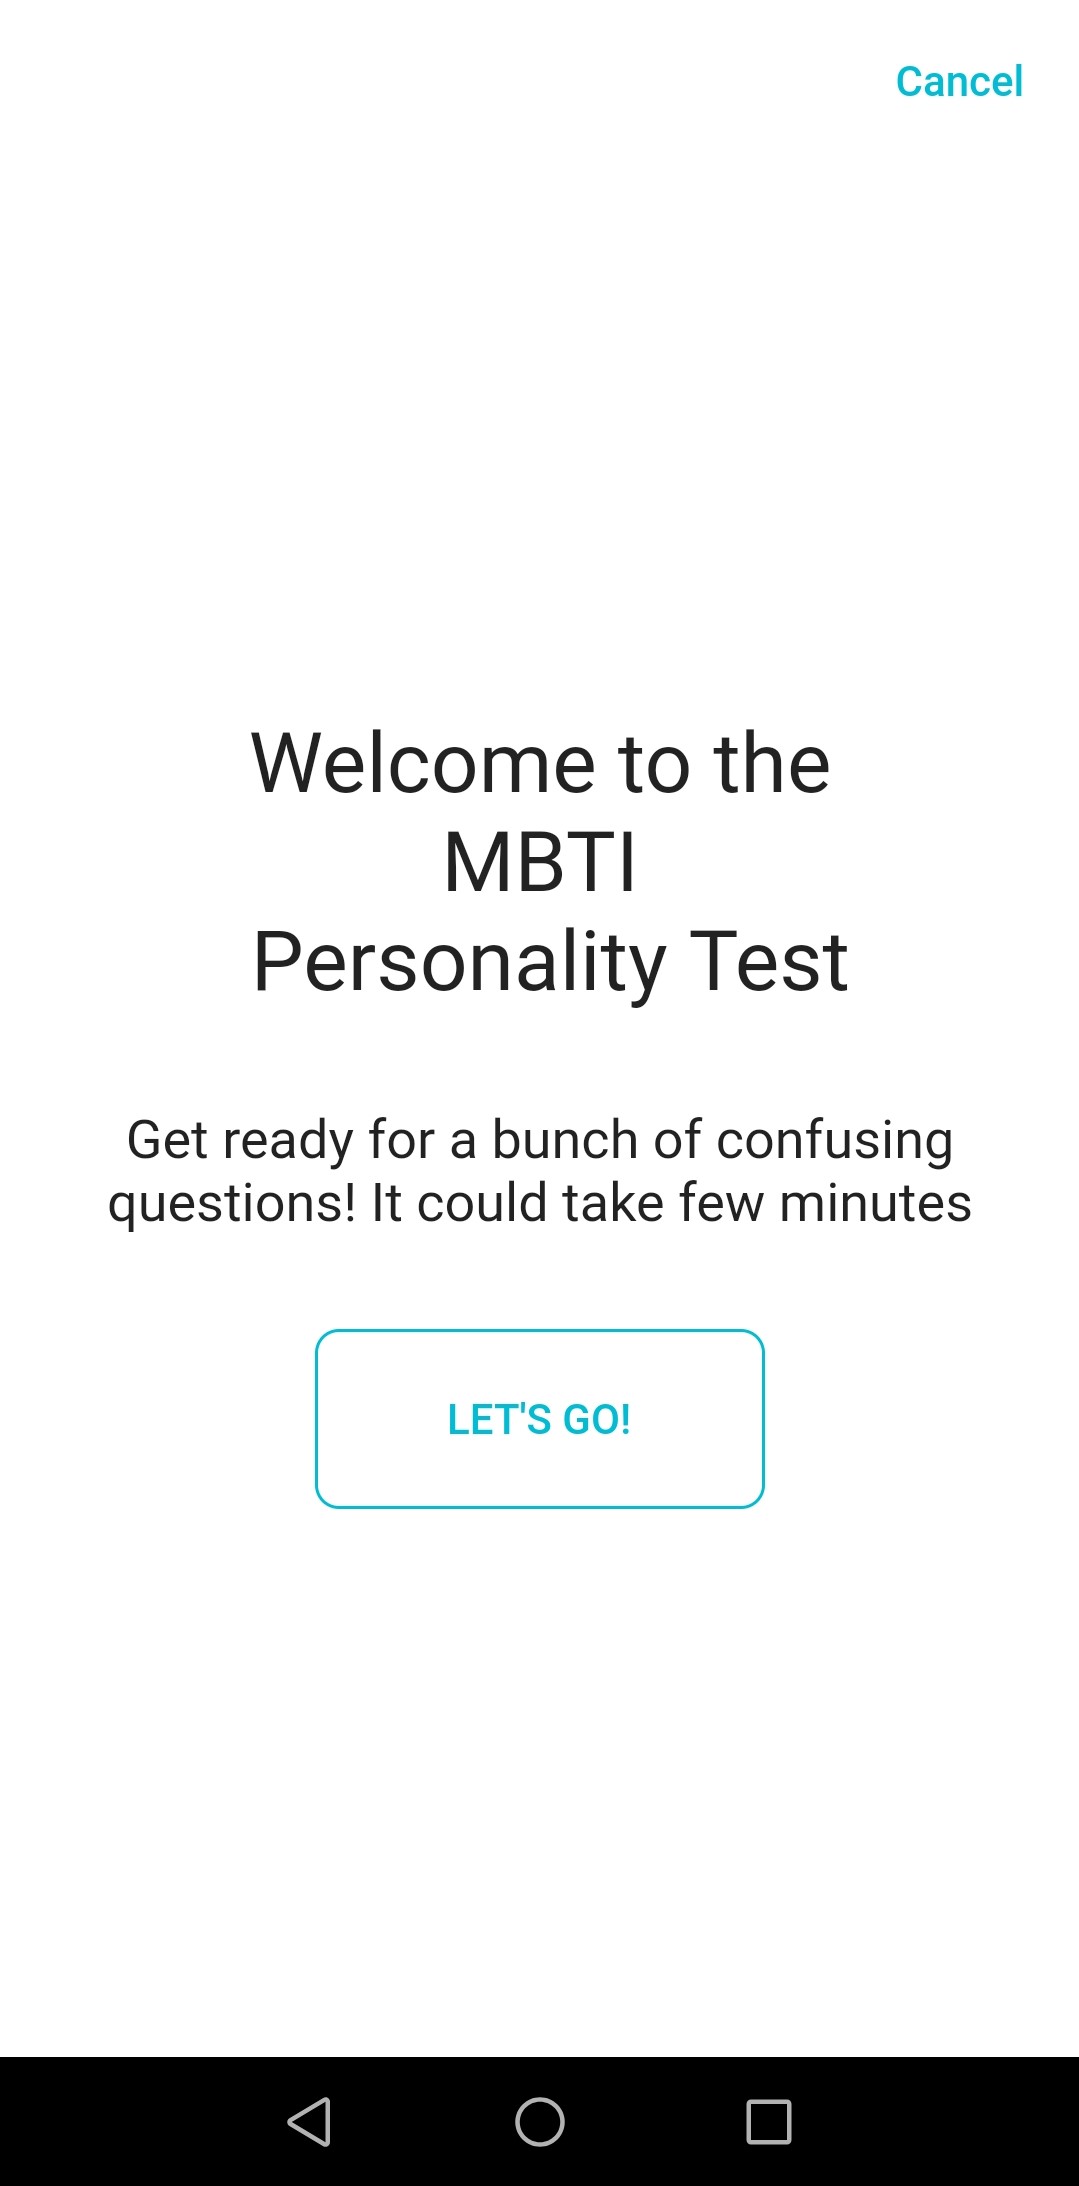 Cancel
Welcome to the
MBTI
Personality Test
Get ready for a bunch of confusing
questions! It could take few minutes
LET'S GO!